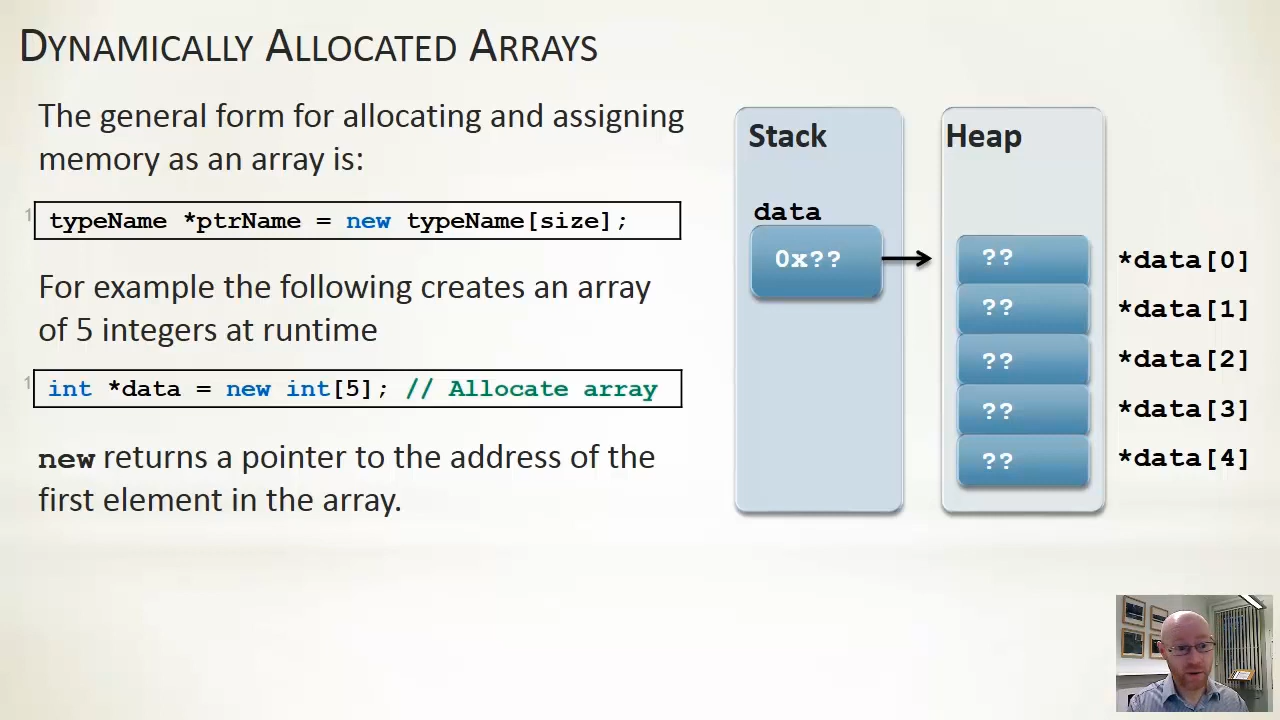 DYNAMICALLY ALLOCATED ARRAYS
The general form for allocating and assigning
memory as an array is:
1
typeName *ptrName = new typeName[size];
For example the following creates an array
of 5 integers at runtime
1
int *data = new int[5]; // Allocate array
new returns a pointer to the address of the
first element in the array.
Stack
data
0x??
Heap
?? *data[0]
?? *data[1]
?? *data[2]
?? *data[3]
?? *data[4]